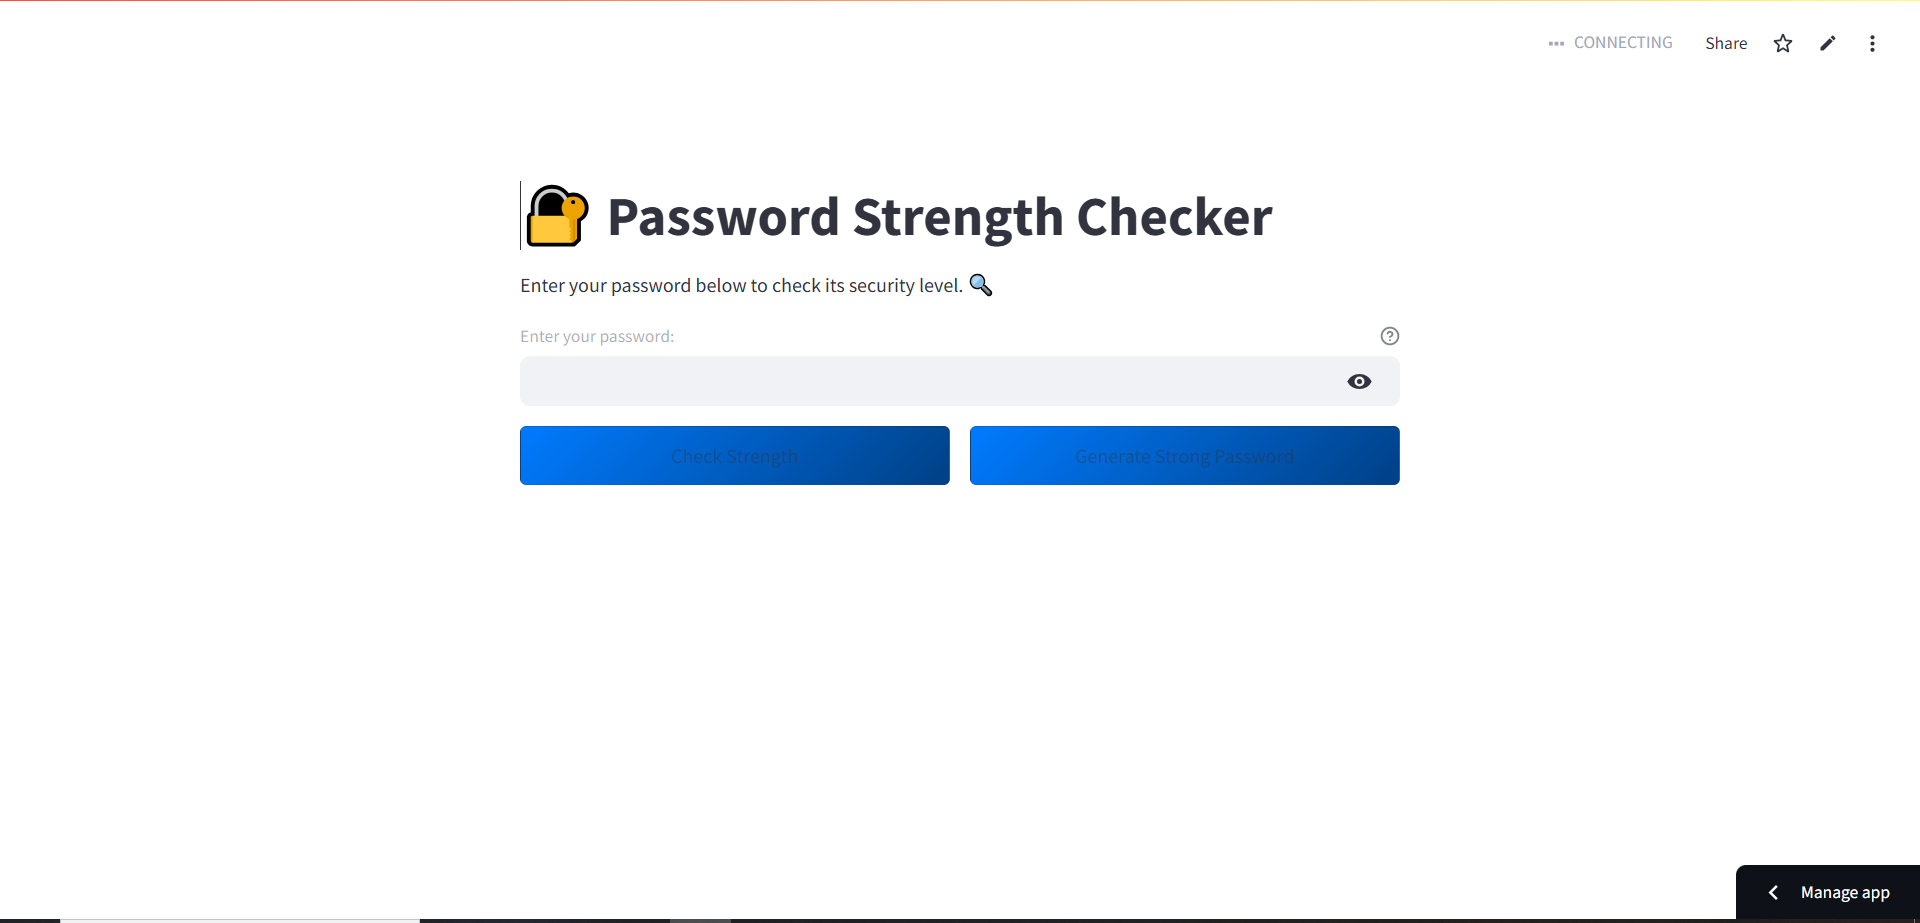 CONNECTING
Share
Password Strength Checker
Enter your password below to check its security level.
Enter your password:
Check Strength
Generate Strong Password
Manage app